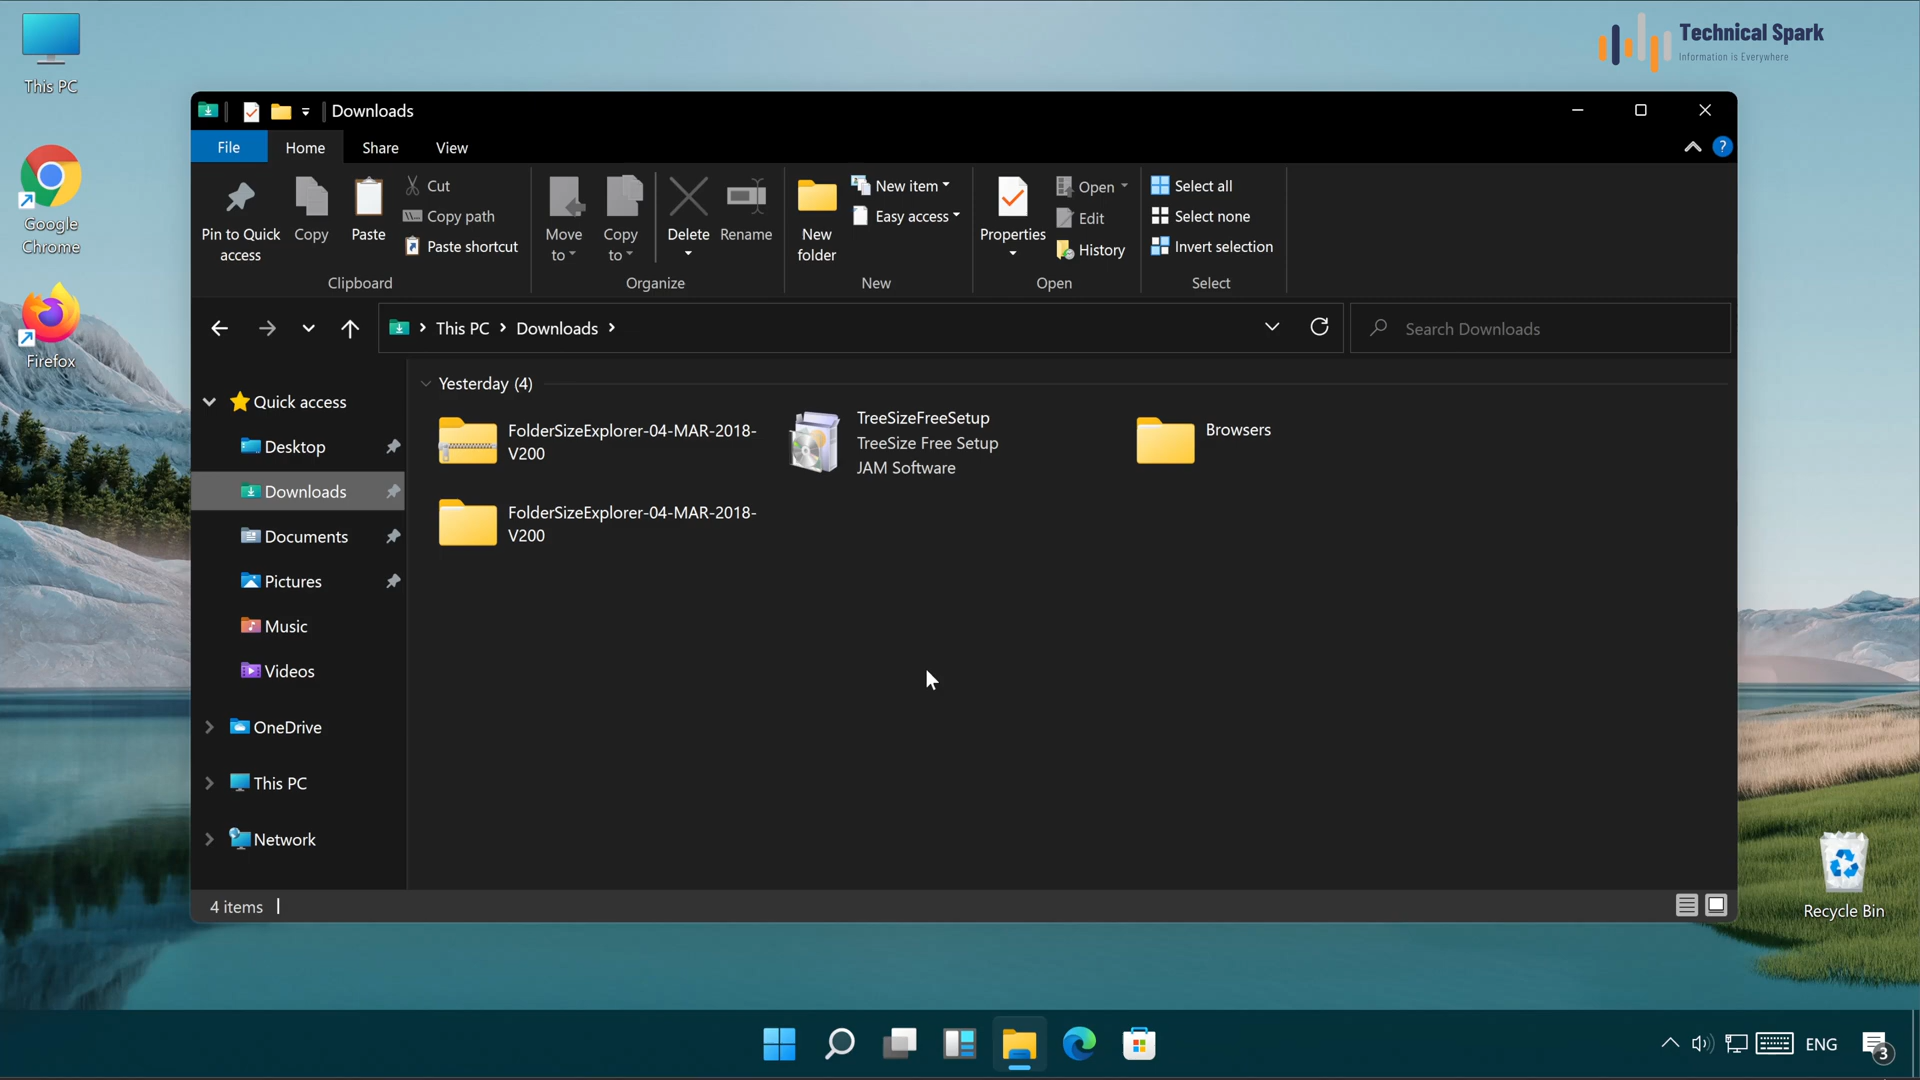 This PC
Technical Spark
Information is Everywhere
Downloads
File
Home
Share
View
?
Google
Chrome
Firefox
Pin to Quick
access
Copy
Paste
Cut
Copy path
Paste shortcut
Clipboard
Move
to
Copy
to
Delete
Rename
Organize
New
folder
New item
Easy access
New
Properties
Open
Edit
History
Open
Select all
Select none
Invert selection
Select
This PC
Downloads
Search Downloads
Quick access
Desktop
Downloads
Documents
Pictures
Music
Videos
OneDrive
This PC
Network
Yesterday (4)
FolderSizeExplorer-04-MAR-2018-
V200
TreeSizeFreeSetup
TreeSize Free Setup
JAM Software
Browsers
FolderSizeExplorer-04-MAR-2018-
V200
4 items
Recycle Bin
ENG
3